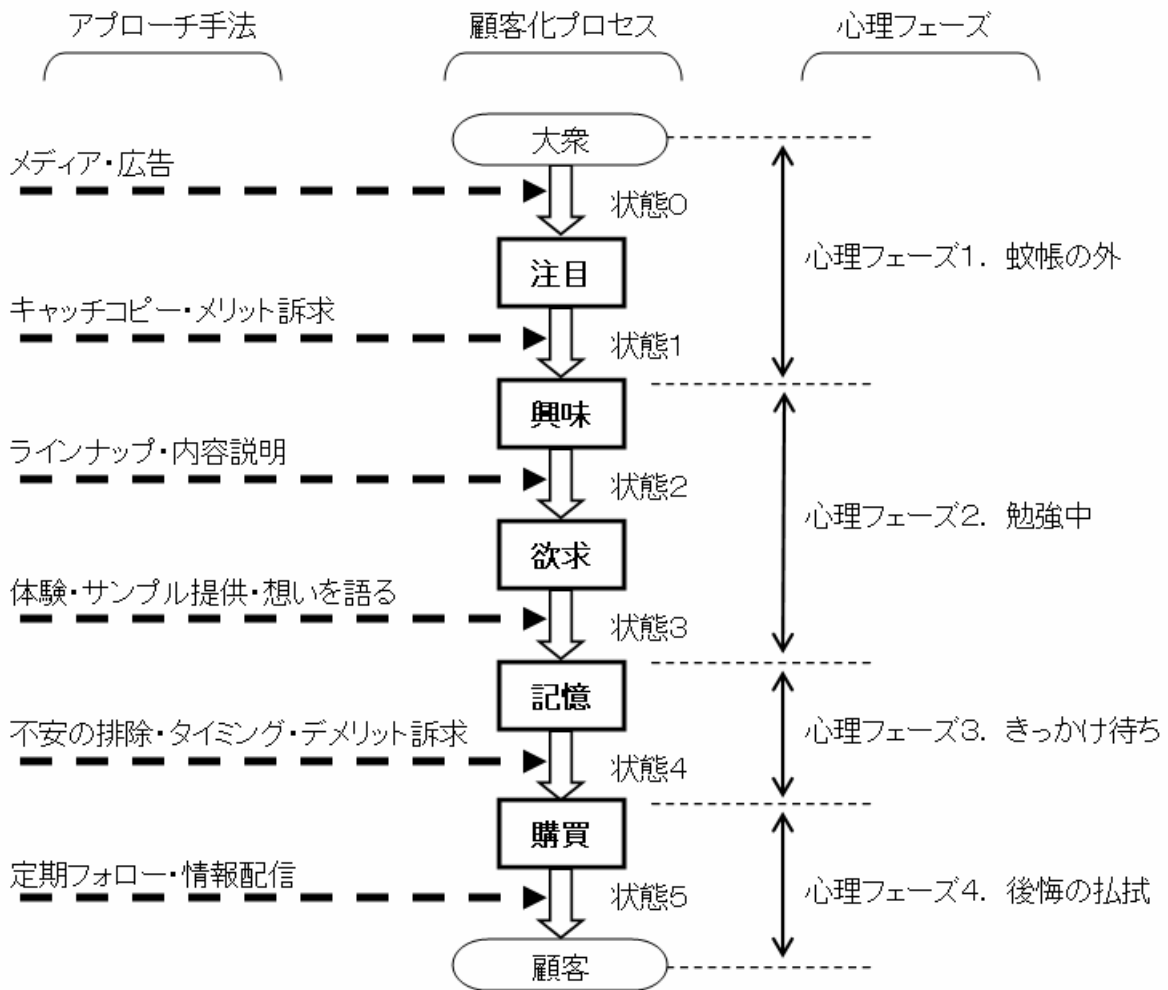 アプローチ手法
顧客化プロセス
心理フェーズ
大衆
メディア・広告
状態0
注目
心理フェーズ1. 蚊帳の外
キャッチコピー・メリット訴求
状態1
興味
ラインナップ・内容説明
状態2
心理フェーズ2. 勉強中
欲求
体験・サンプル提供・想いを語る
状態3
記憶
不安の排除・タイミング・デメリット訴求
心理フェーズ3. きっかけ待ち
状態4
購買
定期フォロー・情報配信
状態5
心理フェーズ4. 後悔の払拭
顧客